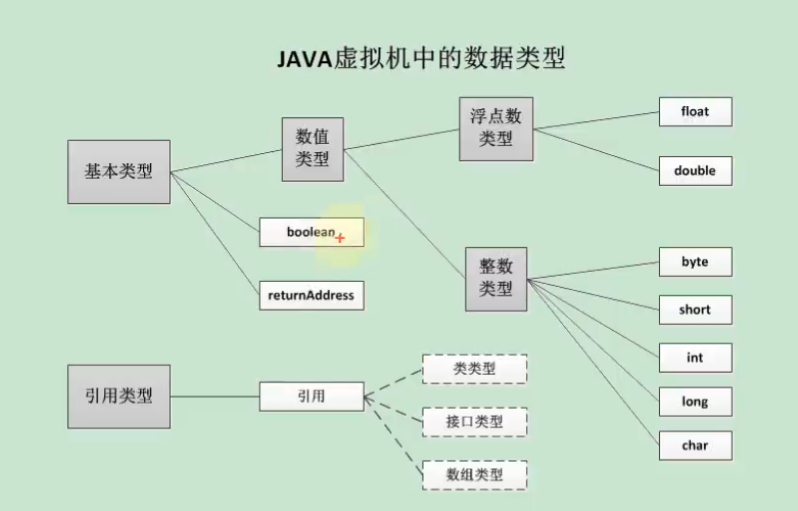 JAVA虚拟机中的数据类型
基本类型
数值
类型
浮点数
类型
float
double
boolean
returnAddress
整数
类型
byte
short
int
long
char
引用类型
引用
类类型
接口类型
数组类型